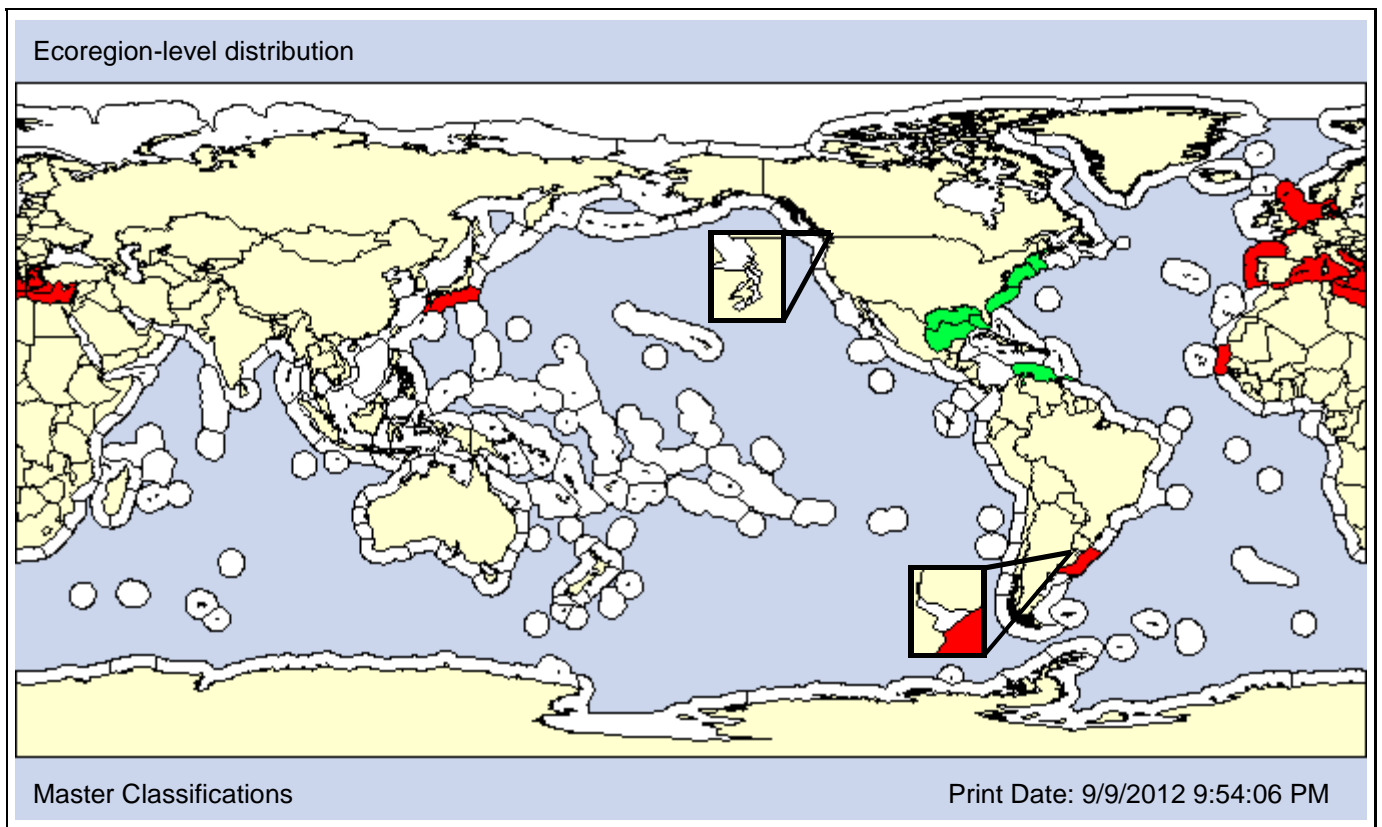 Ecoregion-level distribution
Master Classifications
Print Date: 9/9/2012 9:54:06 PM